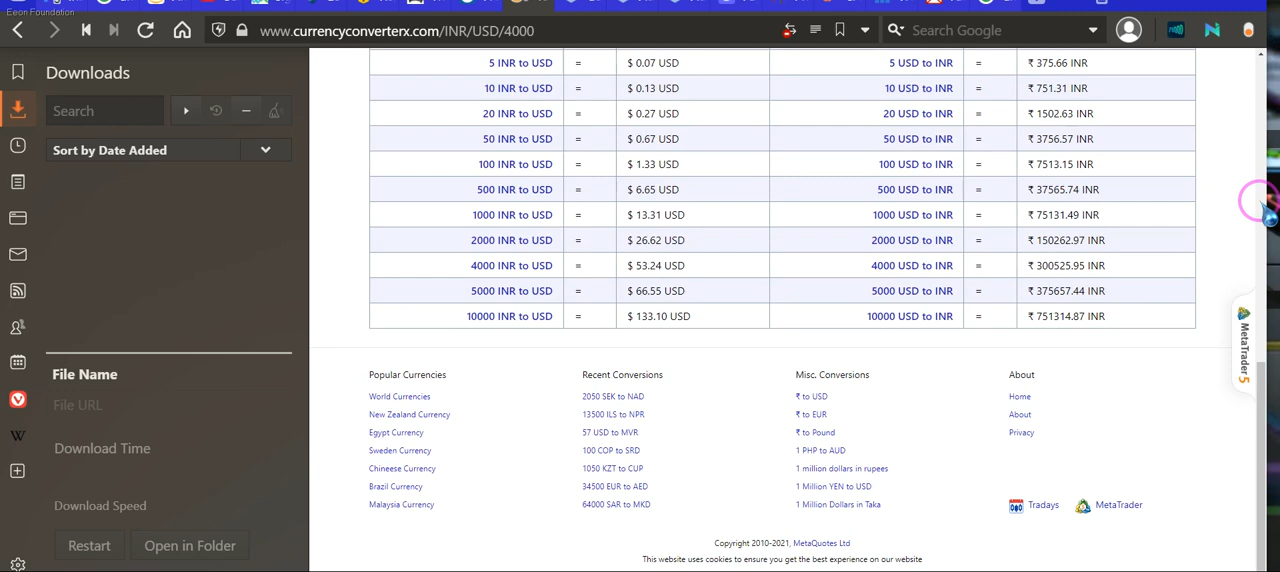 Eeon Foundation
www.currencyconverterx.com/INR/USD/4000
Search Google
Downloads
Search
Sort by Date Added
File Name
File URL
Download Time
Download Speed
Restart
Open in Folder
5 INR to USD = $ 0.07 USD 5 USD to INR = ₹ 375.66 INR
10 INR to USD = $ 0.13 USD 10 USD to INR = ₹ 751.31 INR
20 INR to USD = $ 0.27 USD 20 USD to INR = ₹ 1502.63 INR
50 INR to USD = $ 0.67 USD 50 USD to INR = ₹ 3756.57 INR
100 INR to USD = $ 1.33 USD 100 USD to INR = ₹ 7513.15 INR
500 INR to USD = $ 6.65 USD 500 USD to INR = ₹ 37565.74 INR
1000 INR to USD = $ 13.31 USD 1000 USD to INR = ₹ 75131.49 INR
2000 INR to USD = $ 26.62 USD 2000 USD to INR = ₹ 150262.97 INR
4000 INR to USD = $ 53.24 USD 4000 USD to INR = ₹ 300525.95 INR
5000 INR to USD = $ 66.55 USD 5000 USD to INR = ₹ 375657.44 INR
10000 INR to USD = $ 133.10 USD 10000 USD to INR = ₹ 751314.87 INR
MetaTrader 5
Popular Currencies
World Currencies
New Zealand Currency
Egypt Currency
Sweden Currency
Chineese Currency
Brazil Currency
Malaysia Currency
Recent Conversions
2050 SEK to NAD
13500 ILS to NPR
57 USD to MVR
100 COP to SRD
1050 KZT to CUP
34500 EUR to AED
64000 SAR to MKD
Misc. Conversions
₹ to USD
₹ to EUR
₹ to Pound
1 PHP to AUD
1 million dollars in rupees
1 Million YEN to USD
1 Million Dollars in Taka
About
Home
About
Privacy
Tradays
MetaTrader
Copyright 2010-2021, MetaQuotes Ltd
This website uses cookies to ensure you get the best experience on our website